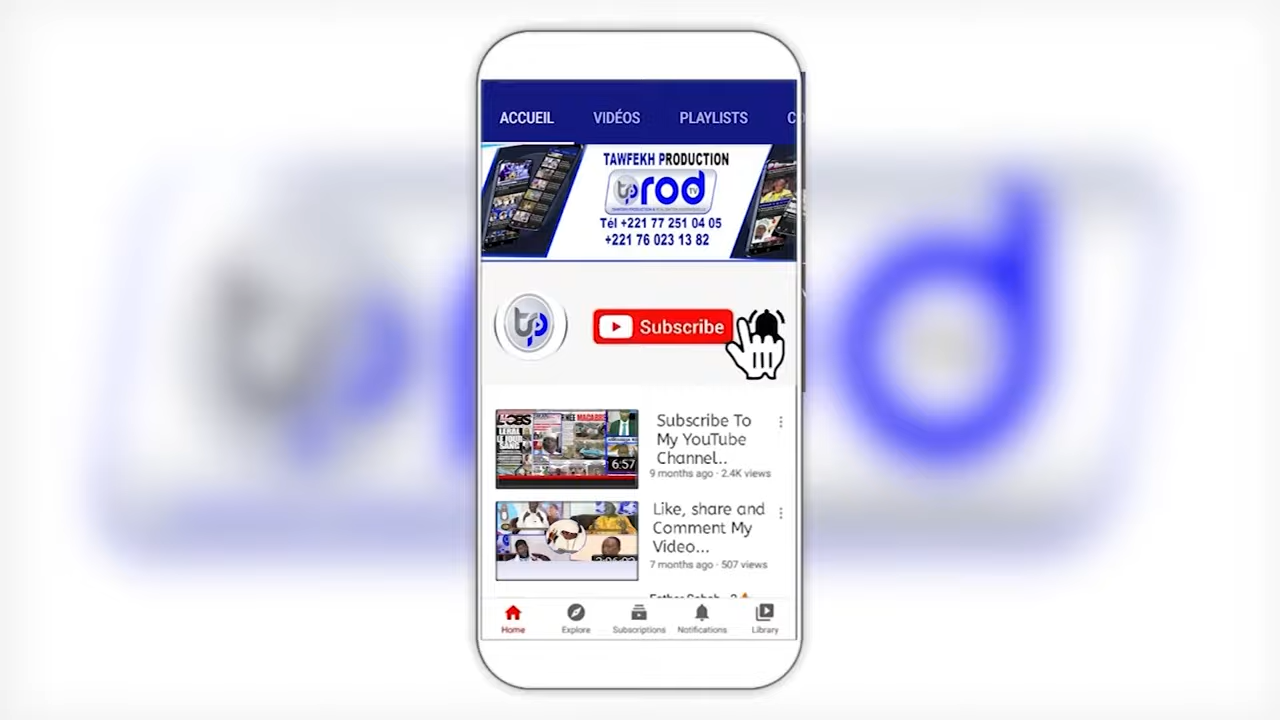 ACCUEIL VIDÉOS PLAYLISTS
TAWFEKH PRODUCTION
tprod TV
Tél +221 77 251 04 05
+221 76 023 13 82
tp
Subscribe
L'OBS
6:57
Subscribe To
My YouTube
Channel..
9 months ago · 2.4K views
Like, share and
Comment My
Video...
7 months ago · 507 views
Home Explore Subscriptions Notifications Library